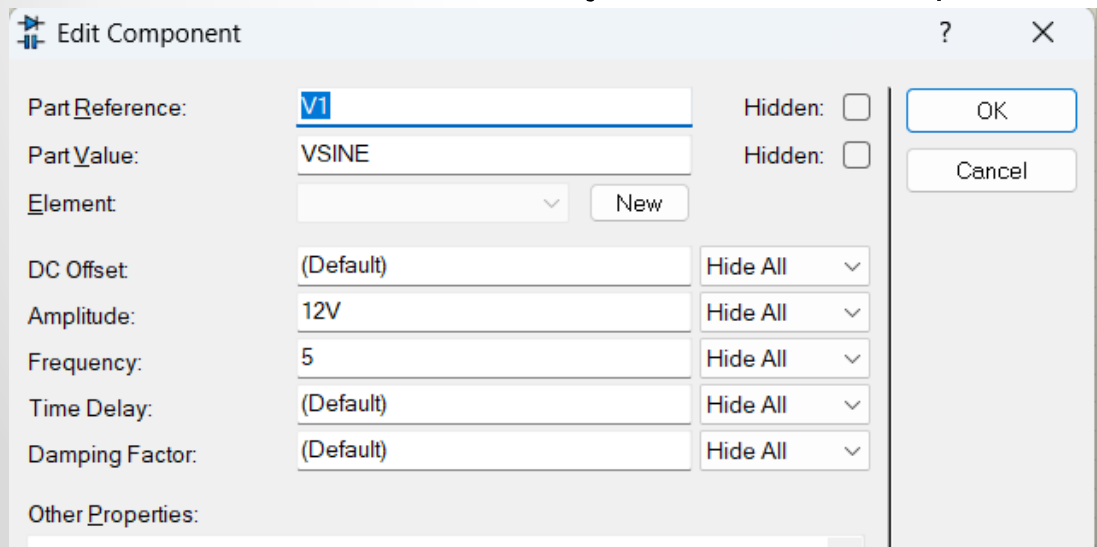 Edit Component ?
Part Reference: V1 Hidden: OK
Part Value: VSINE Hidden: Cancel
Element: New
DC Offset: (Default) Hide All
Amplitude: 12V Hide All
Frequency: 5 Hide All
Time Delay: (Default) Hide All
Damping Factor: (Default) Hide All
Other Properties: